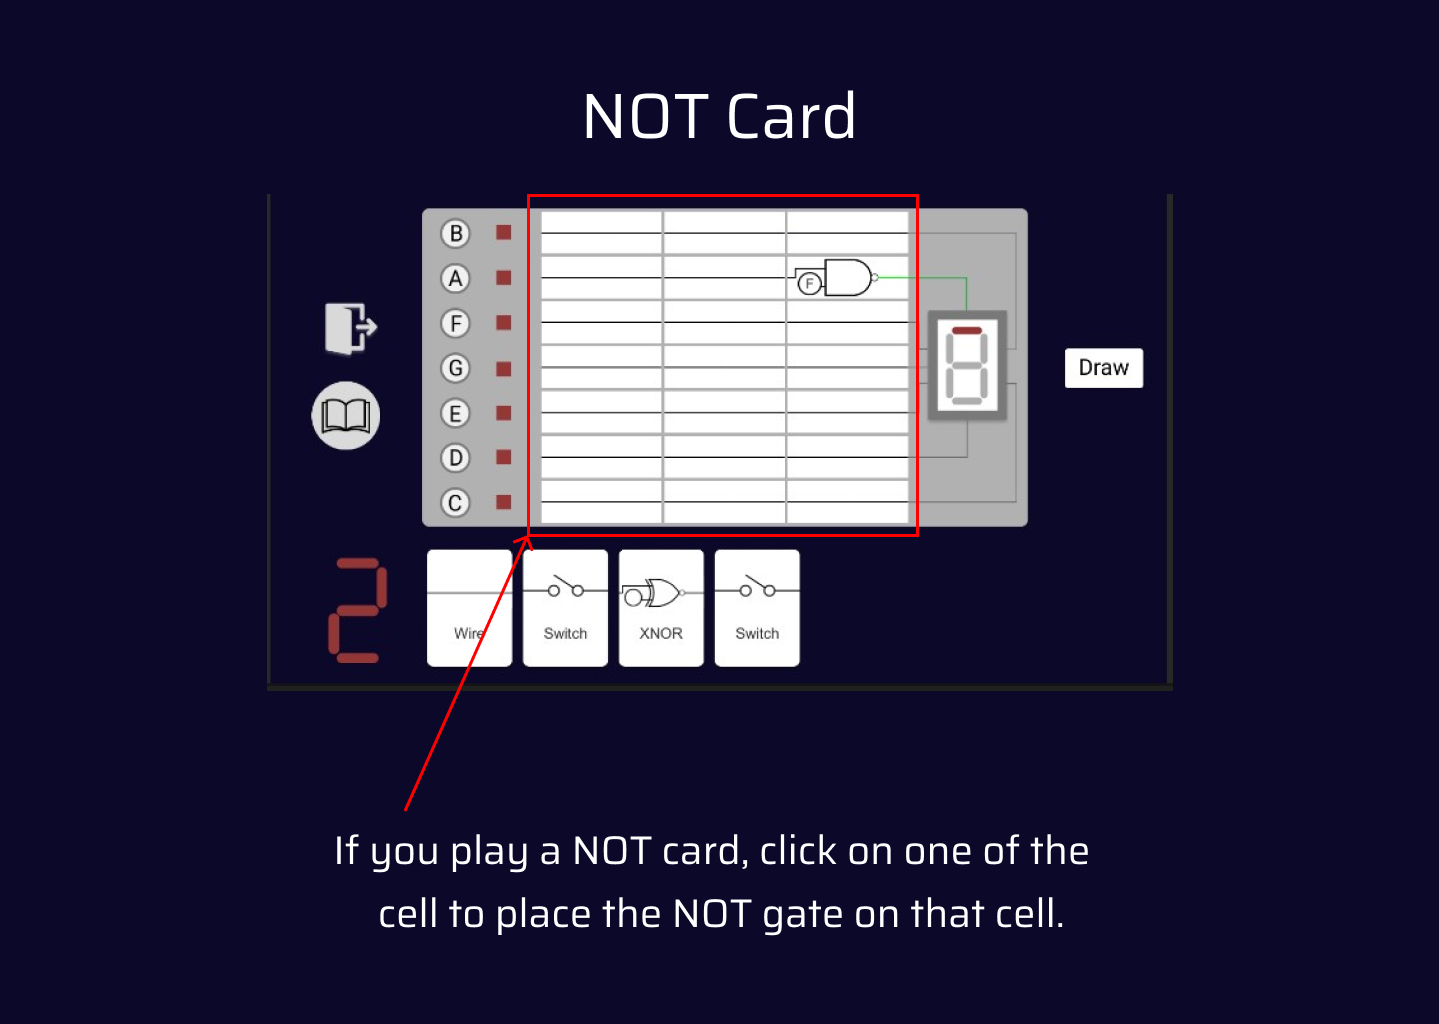 NOT Card
B
A
F
F
G
E
D
C
Draw
2
Wire
Switch
XNOR
Switch
If you play a NOT card, click on one of the
cell to place the NOT gate on that cell.